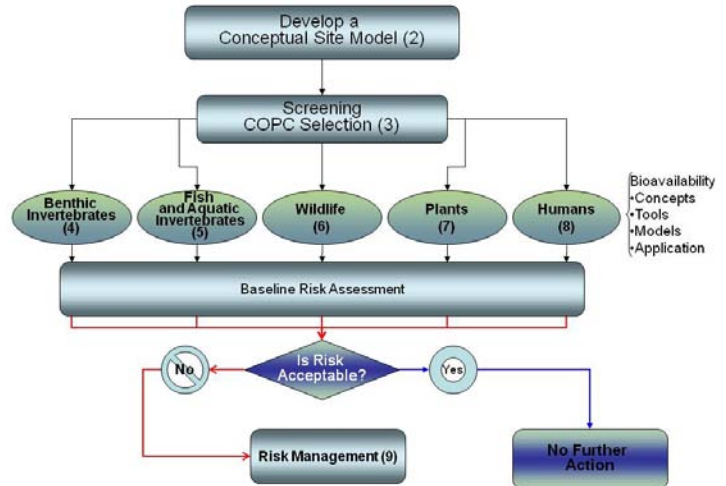 Develop a
Conceptual Site Model (2)
Screening
COPC Selection (3)
Benthic
Invertebrates
(4)
Fish
and Aquatic
Invertebrates
(5)
Wildlife
(6)
Plants
(7)
Humans
(8)
Bioavailability
•Concepts
•Tools
•Models
•Application
Baseline Risk Assessment
No
Is Risk
Acceptable?
Yes
Risk Management (9)
No Further
Action